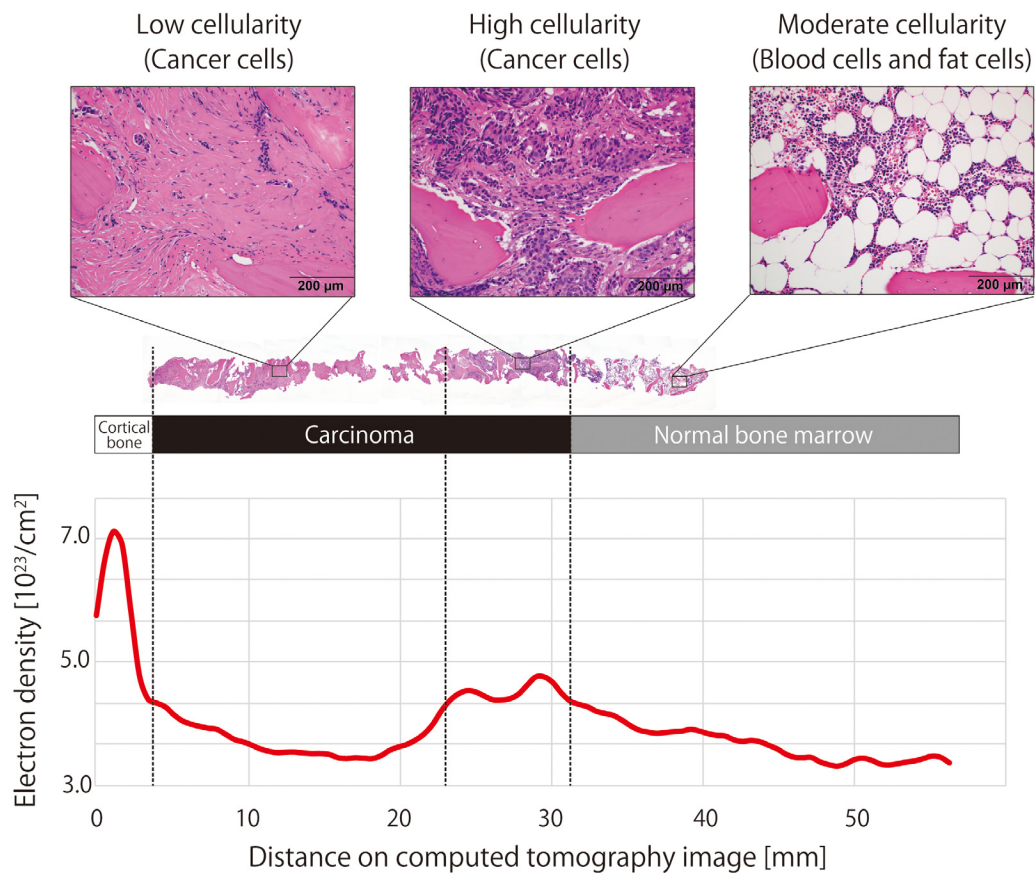 Low cellularity
(Cancer cells)
High cellularity
(Cancer cells)
Moderate cellularity
(Blood cells and fat cells)
200 μm
200 μm
200 μm
Cortical
bone
Carcinoma
Normal bone marrow
Electron density [10²³/cm²]
7.0
5.0
3.0
0
10
20
30
40
50
Distance on computed tomography image [mm]